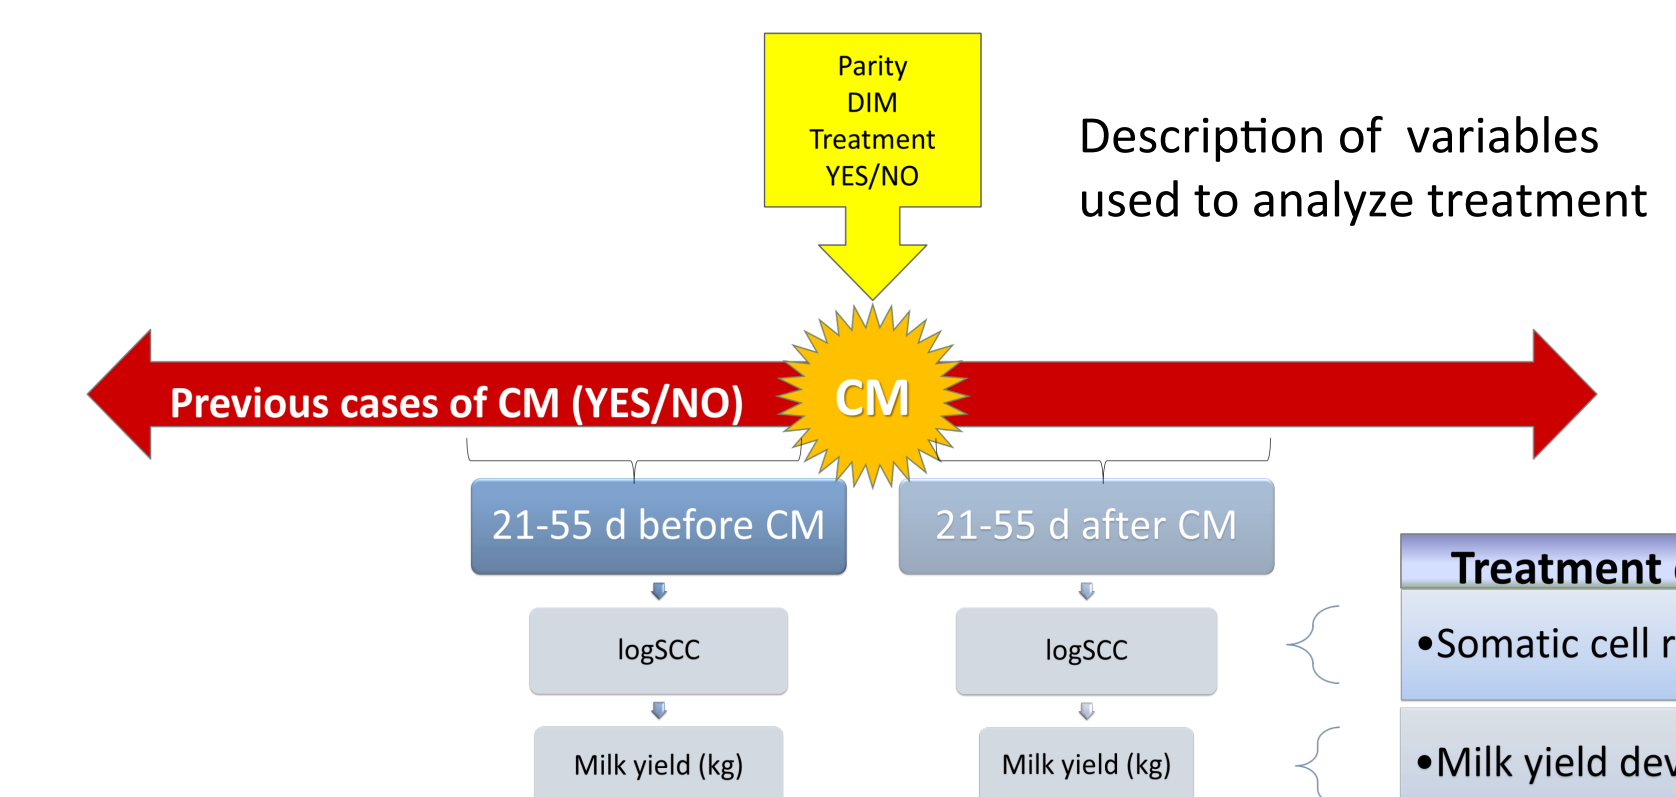 Parity
DIM
Treatment
YES/NO
Description of variables
used to analyze treatment
Previous cases of CM (YES/NO)
CM
21-55 d before CM
21-55 d after CM
Treatment
logSCC
logSCC
•Somatic cell
Milk yield (kg)
Milk yield (kg)
•Milk yield